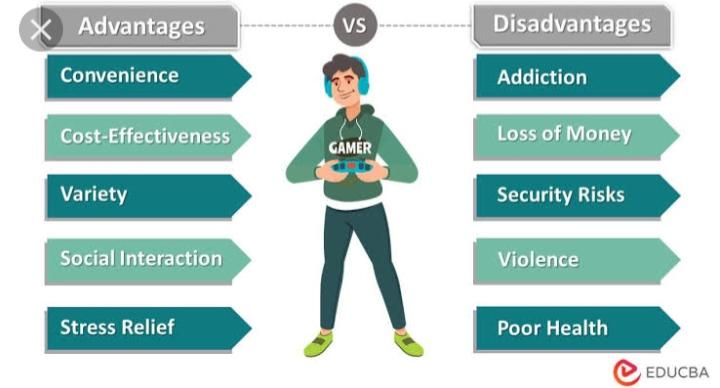 Advantages
VS
Disadvantages
Convenience
Cost-Effectiveness
Variety
Social Interaction
Stress Relief
GAMER
Addiction
Loss of Money
Security Risks
Violence
Poor Health
EDUCBA